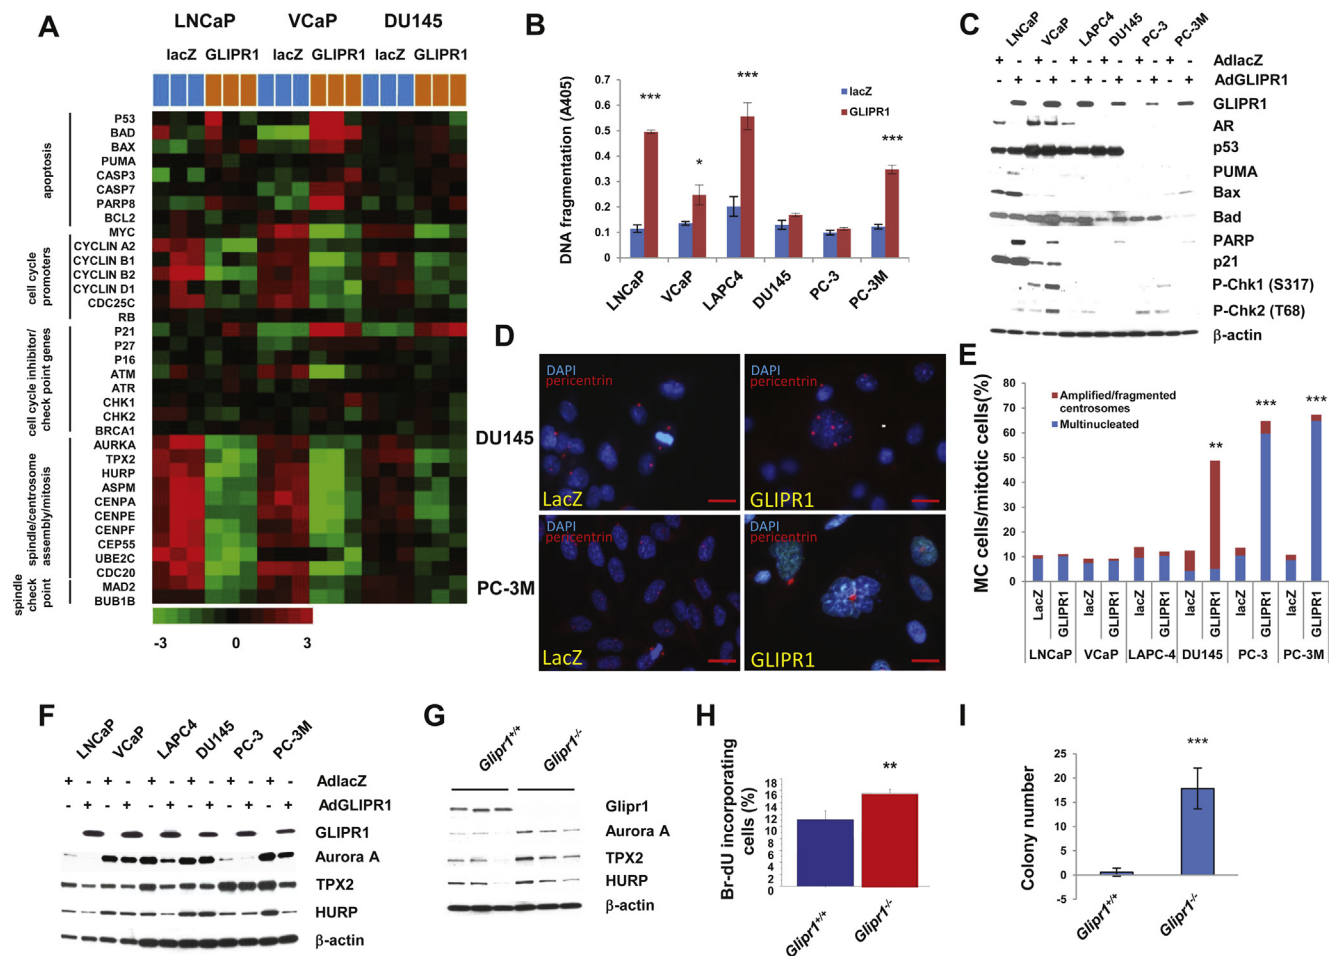 A
LNCaP VCaP DU145
lacZ GLIPR1 lacZ GLIPR1 lacZ GLIPR1
apoptosis
P53
BAD
BAX
PUMA
CASP3
CASP7
PARP8
BCL2
cell cycle
promoters
MYC
CYCLIN A2
CYCLIN B1
CYCLIN B2
CYCLIN D1
CDC25C
RB
cell cycle inhibitor/
check point genes
P21
P27
P16
ATM
ATR
CHK1
CHK2
BRCA1
spindle/centrosome
assembly/mitosis
AURKA
TPX2
HURP
ASPM
CENPA
CENPE
CENPF
CEP55
UBE2C
CDC20
spindle
check
point
MAD2
BUB1B
-3 0 3
B
DNA fragmentation (A405)
0.7
0.6
0.5
0.4
0.3
0.2
0.1
0
lacZ
GLIPR1
*** * *** ***
LNCaP VCaP LAPC4 DU145 PC-3 PC-3M
C
LNCaP VCaP LAPC4 DU145 PC-3 PC-3M
+ - + - + - + - + - + - AdlacZ
- + - + - + - + - + - + AdGLIPR1
GLIPR1
AR
p53
PUMA
Bax
Bad
PARP
p21
P-Chk1 (S317)
P-Chk2 (T68)
β-actin
D
DU145
DAPI
pericentrin
LacZ
DAPI
pericentrin
GLIPR1
PC-3M
DAPI
pericentrin
LacZ
DAPI
pericentrin
GLIPR1
E
MC cells/mitotic cells(%)
80
70
60
50
40
30
20
10
0
Amplified/fragmented
centrosomes
Multinucleated
** *** ***
LacZ GLIPR1 lacZ GLIPR1 lacZ GLIPR1 lacZ GLIPR1 lacZ GLIPR1 lacZ GLIPR1
LNCaP VCaP LAPC-4 DU145 PC-3 PC-3M
F
LNCaP VCaP LAPC4 DU145 PC-3 PC-3M
+ - + - + - + - + - + - AdlacZ
- + - + - + - + - + - + AdGLIPR1
GLIPR1
Aurora A
TPX2
HURP
β-actin
G
Glipr1+/+ Glipr1-/-
Glipr1
Aurora A
TPX2
HURP
β-actin
H
Br-dU incorporating
cells (%)
18
16
14
12
10
8
6
4
2
0
**
Glipr1+/+ Glipr1-/-
I
Colony number
25
20
15
10
5
0
-5
***
Glipr1+/+ Glipr1-/-